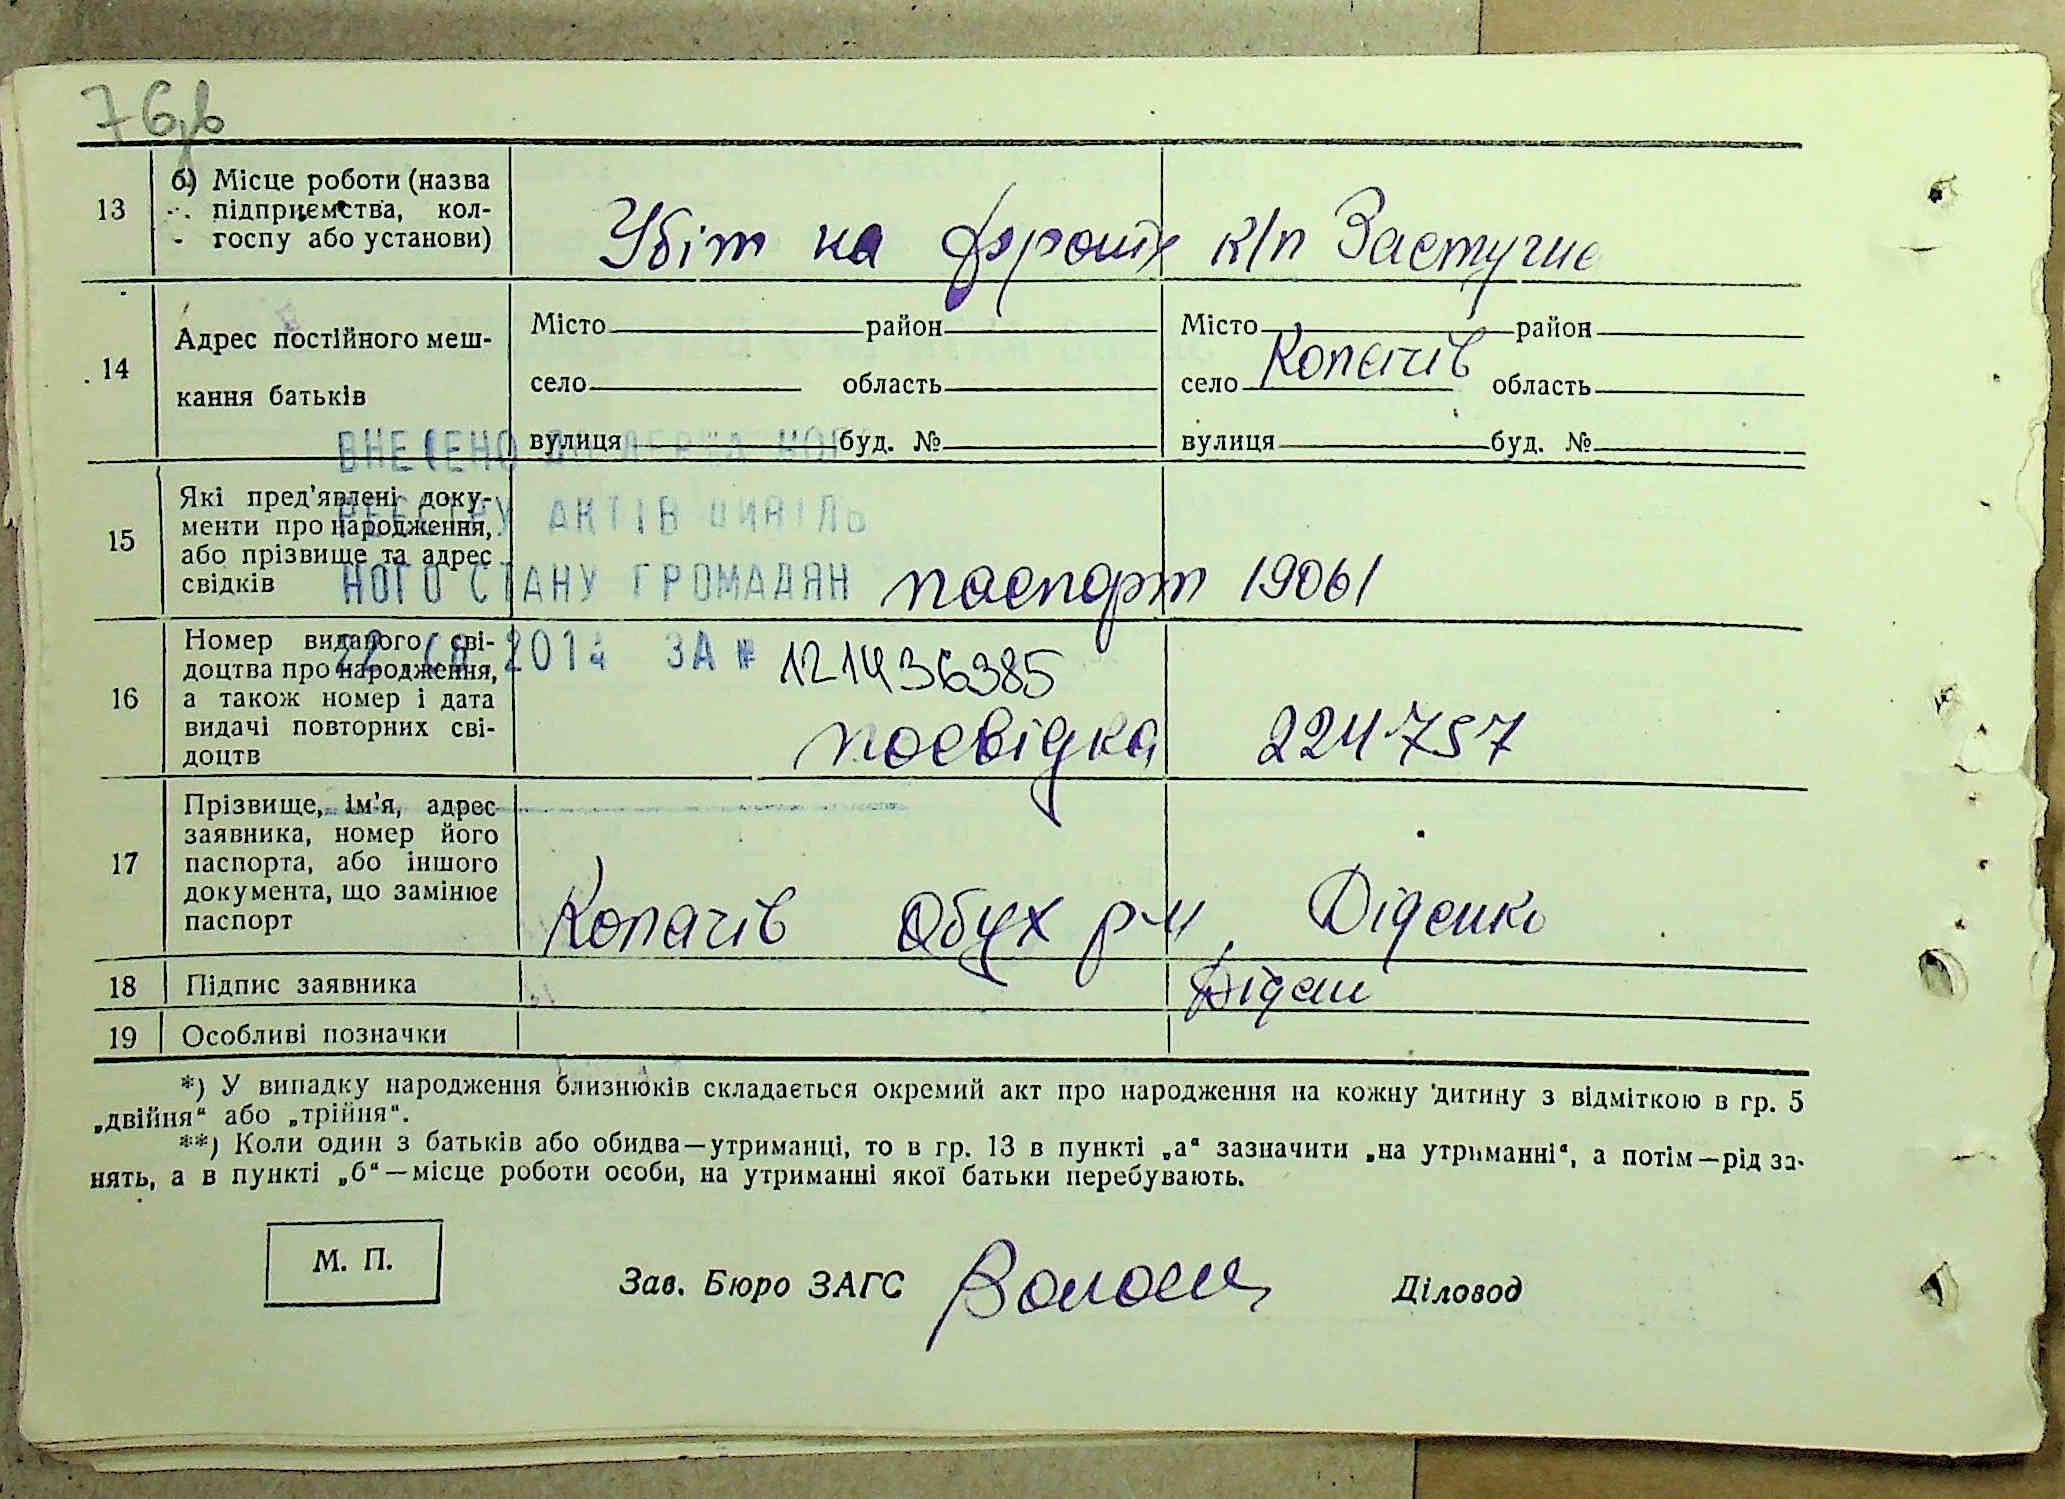 76
13
б) Місце роботи (назва
підприємства, кол-
госпу або установи)
Убіт на фронті
к/п Застугне
14
Адрес постійного меш-
кання батьків
Місто район
село область
вулиця буд. №
Місто район
село Копачів область
вулиця буд. №
ВНЕСЕНО ДО ДЕРЖА
РЕЄСТРУ АКТІВ ЦИВІЛЬ
НОГО СТАНУ ГРОМАДЯН
22 201 ЗА № 121436385
15
Які пред’явлені доку-
менти про народження,
або прізвище та адрес
свідків
паспорт 19061
16
Номер виданого сві-
доцтва про народження,
а також номер і дата
видачі повторних сві-
доцтв
посвідка 224757
17
Прізвище, ім’я, адрес
заявника, номер його
паспорта, або іншого
документа, що замінює
паспорт
Копачів Обух р-н, Діденко
18 Підпис заявника
Діден
19 Особливі позначки
*) У випадку народження близнюків складається окремий акт про народження на кожну дитину з відміткою в гр. 5
„двійня“ або „трійня“.
**) Коли один з батьків або обидва—утриманці, то в гр. 13 в пункті „а“ зазначити „на утриманні“, а потім—рід за-
нять, а в пункті „б“—місце роботи особи, на утриманні якої батьки перебувають.
М. П.
Зав. Бюро ЗАГС
Діловод